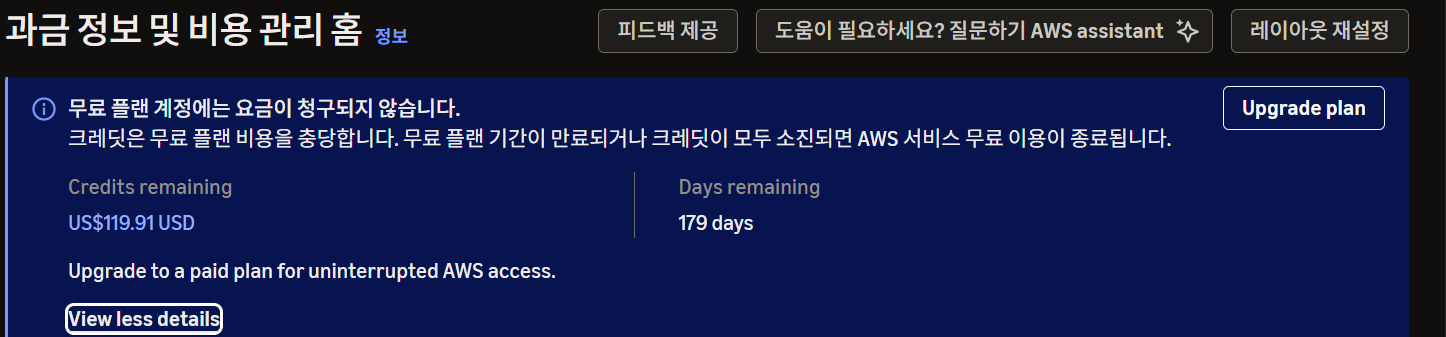 과금 정보 및 비용 관리 홈 정보
피드백 제공
도움이 필요하세요? 질문하기 AWS assistant
레이아웃 재설정
무료 플랜 계정에는 요금이 청구되지 않습니다.
크레딧은 무료 플랜 비용을 충당합니다. 무료 플랜 기간이 만료되거나 크레딧이 모두 소진되면 AWS 서비스 무료 이용이 종료됩니다.
Upgrade plan
Credits remaining
US$119.91 USD
Days remaining
179 days
Upgrade to a paid plan for uninterrupted AWS access.
View less details